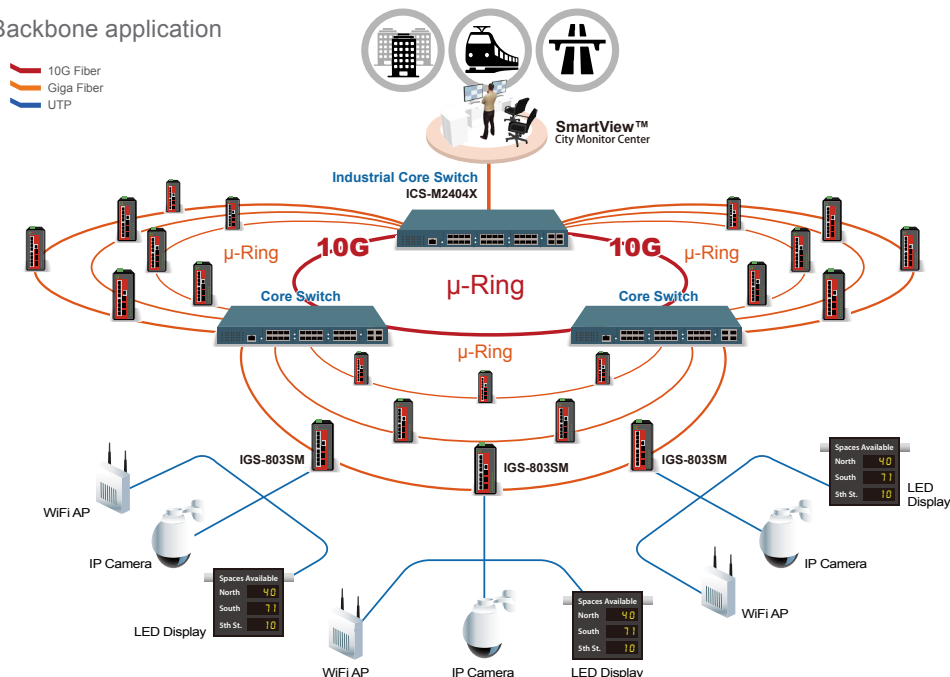 Backbone application
10G Fiber
Giga Fiber
UTP
SmartView™
City Monitor Center
Industrial Core Switch
ICS-M2404X
10G
10G
µ-Ring
µ-Ring
µ-Ring
Core Switch
Core Switch
µ-Ring
IGS-803SM
IGS-803SM
IGS-803SM
WiFi AP
IP Camera
Spaces Available
North 40
South 71
5th St. 10
LED Display
WiFi AP
IP Camera
Spaces Available
North 40
South 71
5th St. 10
LED Display
Spaces Available
North 40
South 71
5th St. 10
LED
Display
IP Camera
WiFi AP